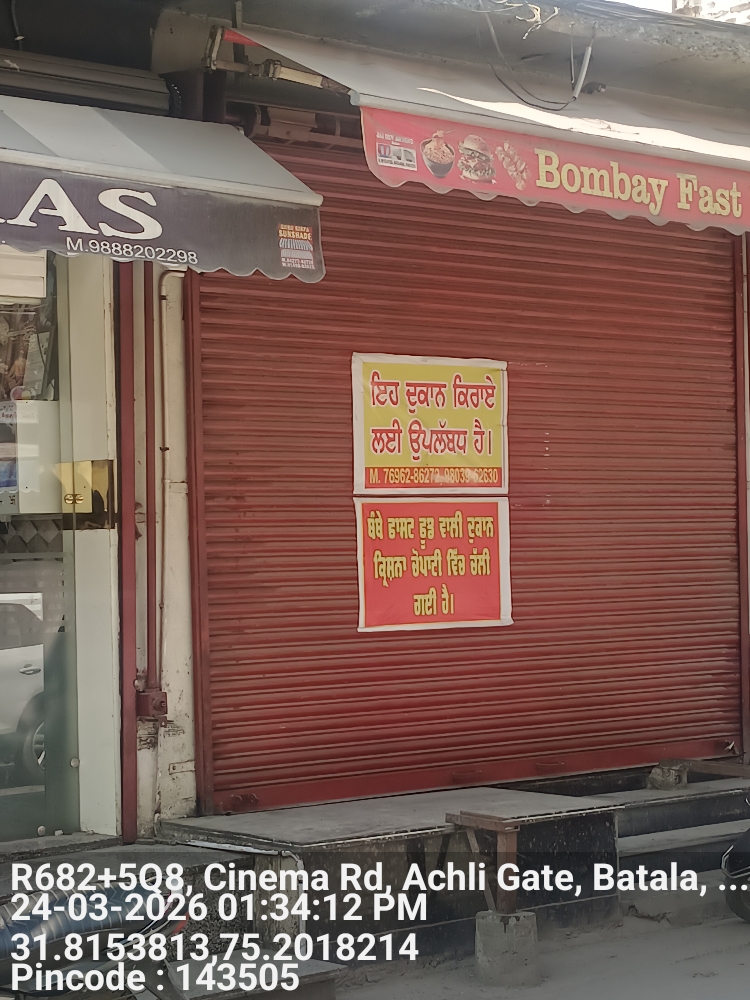 Bombay Fast
AS
M.9888202298
SUNSHADE
ਇਹ ਦੁਕਾਨ ਕਿਰਾਏ
ਲਈ ਉਪਲੱਬਧ ਹੈ।
M. 76962-86272, 98039-62630
ਬੰਬੇ ਫਾਸਟ ਫੂਡ ਵਾਲੀ ਦੁਕਾਨ
ਕ੍ਰਿਸ਼ਨਾ ਚੋਪਾਟੀ ਵਿੱਚ ਚੱਲੀ
ਗਈ ਹੈ।
R682+5Q8, Cinema Rd, Achli Gate, Batala, ...
24-03-2026 01:34:12 PM
31.8153813,75.2018214
Pincode : 143505